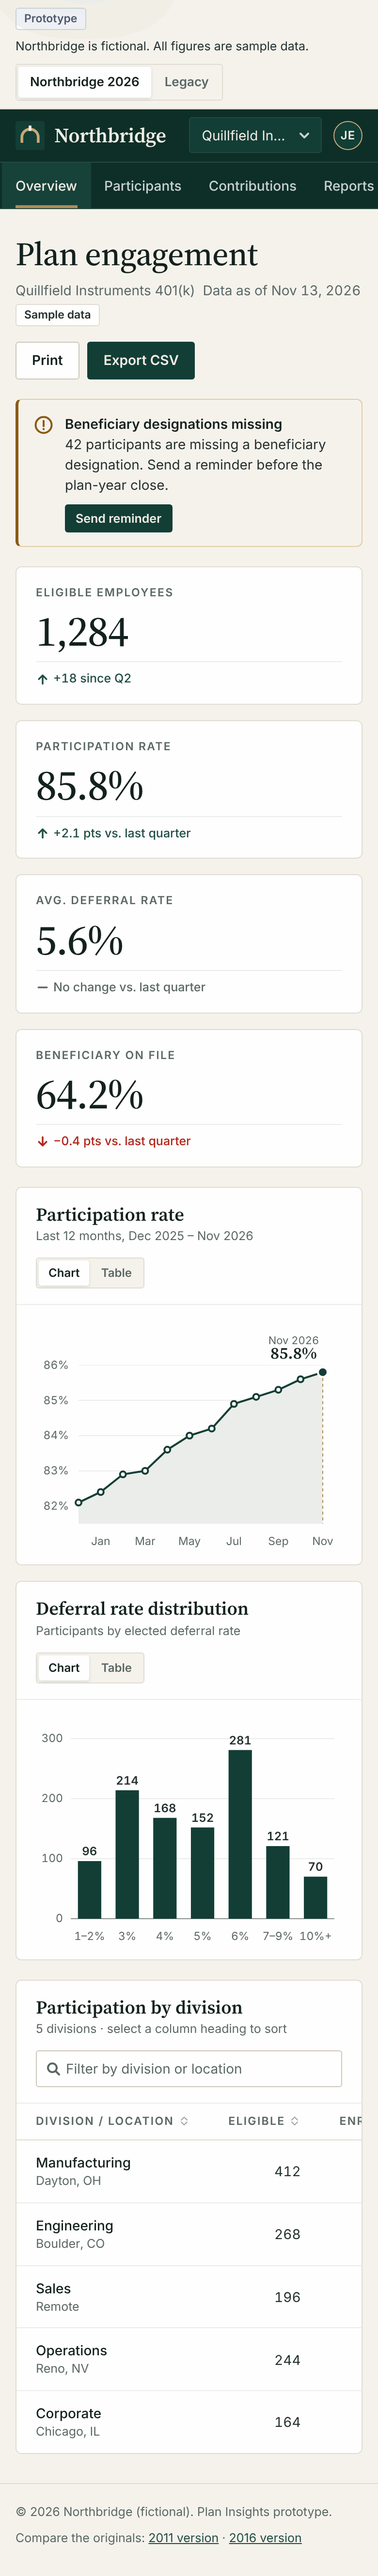 Prototype
Northbridge is fictional. All figures are sample data.
Northbridge 2026 Legacy
Northbridge Quillfield In... JE
Overview Participants Contributions Reports
Plan engagement
Quillfield Instruments 401(k) Data as of Nov 13, 2026
Sample data
Print Export CSV
Beneficiary designations missing
42 participants are missing a beneficiary
designation. Send a reminder before the
plan-year close.
Send reminder
ELIGIBLE EMPLOYEES
1,284
+18 since Q2
PARTICIPATION RATE
85.8%
+2.1 pts vs. last quarter
AVG. DEFERRAL RATE
5.6%
No change vs. last quarter
BENEFICIARY ON FILE
64.2%
−0.4 pts vs. last quarter
Participation rate
Last 12 months, Dec 2025 – Nov 2026
Chart Table
Nov 2026
85.8%
86%
85%
84%
83%
82%
Jan Mar May Jul Sep Nov
Deferral rate distribution
Participants by elected deferral rate
Chart Table
300
200
100
0
96 214 168 152 281 121 70
1–2% 3% 4% 5% 6% 7–9% 10%+
Participation by division
5 divisions · select a column heading to sort
Filter by division or location
DIVISION / LOCATION ELIGIBLE ENR
Manufacturing
Dayton, OH
412
Engineering
Boulder, CO
268
Sales
Remote
196
Operations
Reno, NV
244
Corporate
Chicago, IL
164
© 2026 Northbridge (fictional). Plan Insights prototype.
Compare the originals: 2011 version · 2016 version